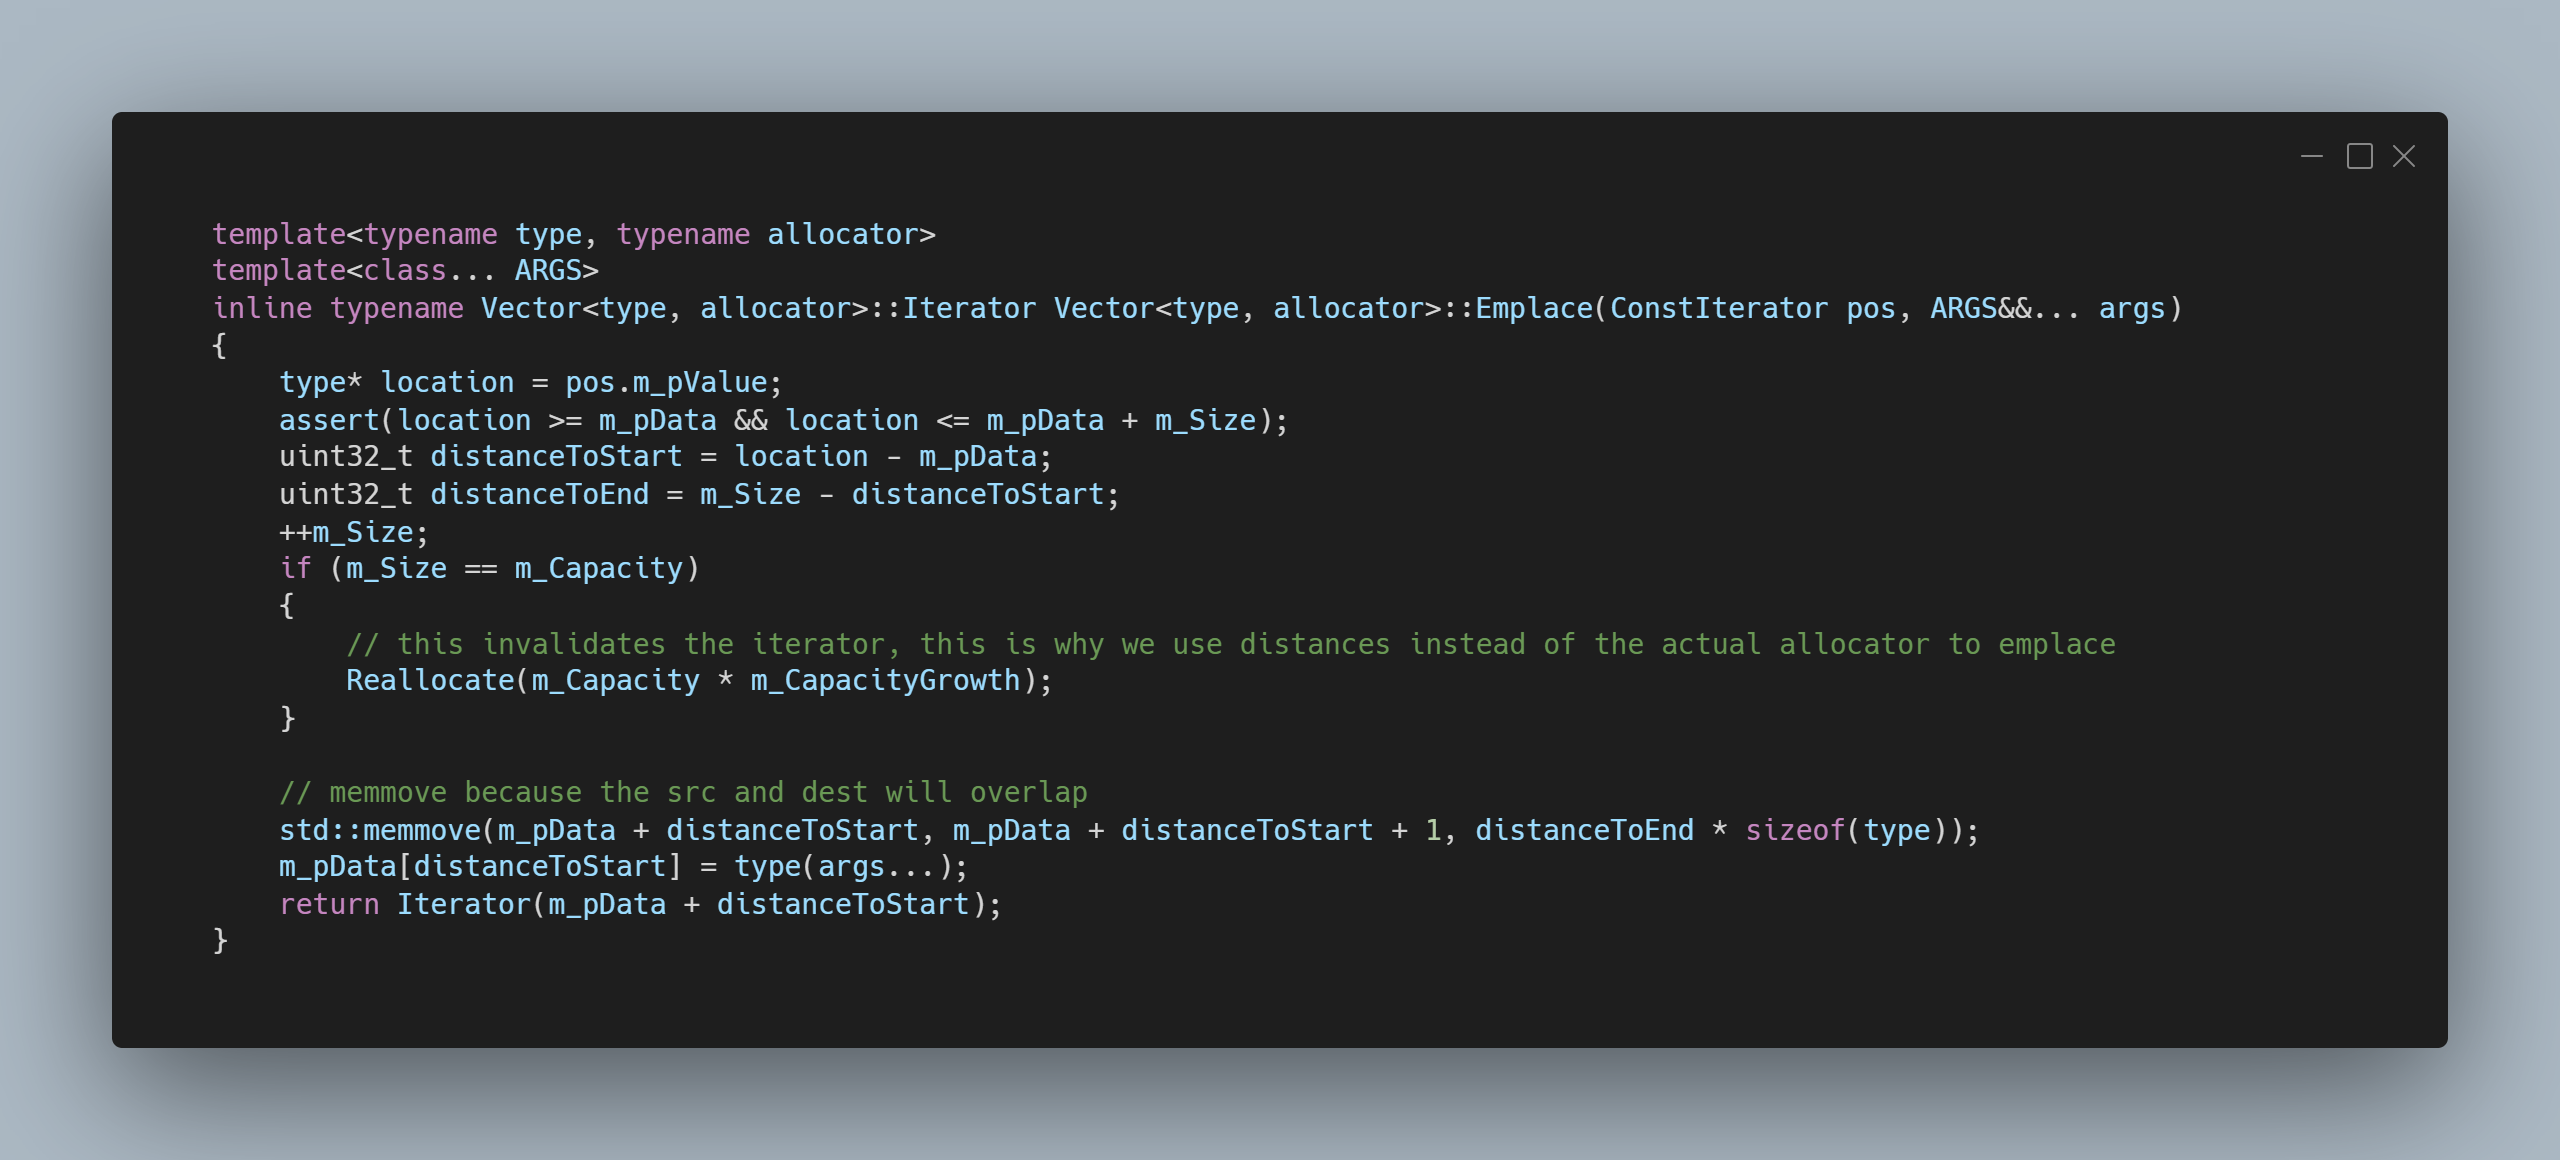 template<typename type, typename allocator>
template<class... ARGS>
inline typename Vector<type, allocator>::Iterator Vector<type, allocator>::Emplace(ConstIterator pos, ARGS&&... args)
{
    type* location = pos.m_pValue;
    assert(location >= m_pData && location <= m_pData + m_Size);
    uint32_t distanceToStart = location - m_pData;
    uint32_t distanceToEnd = m_Size - distanceToStart;
    ++m_Size;
    if (m_Size == m_Capacity)
    {
        // this invalidates the iterator, this is why we use distances instead of the actual allocator to emplace
        Reallocate(m_Capacity * m_CapacityGrowth);
    }

    // memmove because the src and dest will overlap
    std::memmove(m_pData + distanceToStart, m_pData + distanceToStart + 1, distanceToEnd * sizeof(type));
    m_pData[distanceToStart] = type(args...);
    return Iterator(m_pData + distanceToStart);
}